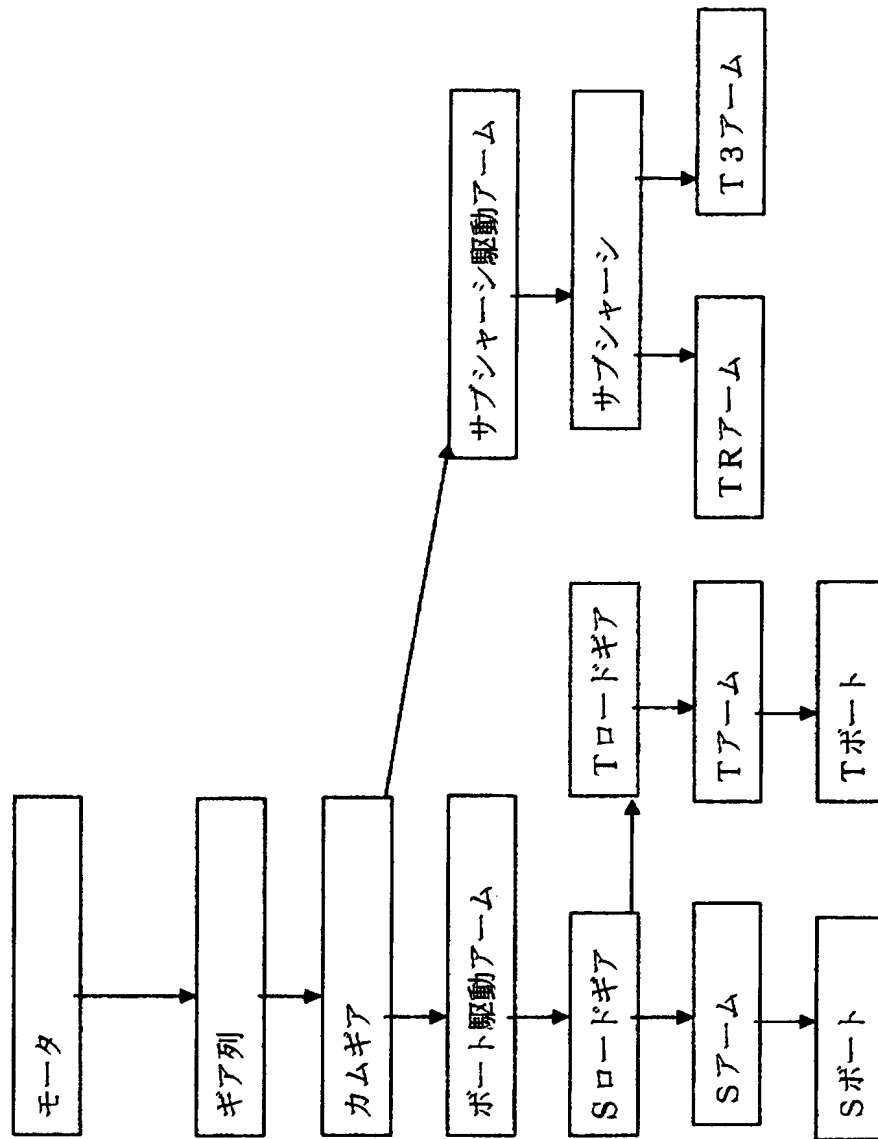 モータ
ギア列
カムギア
ボート駆動アーム
サブシャーシ駆動アーム
Sロードギア
Tロードギア
サブシャーシ
Sアーム
Tアーム
TRアーム
T3アーム
Sボート
Tボート